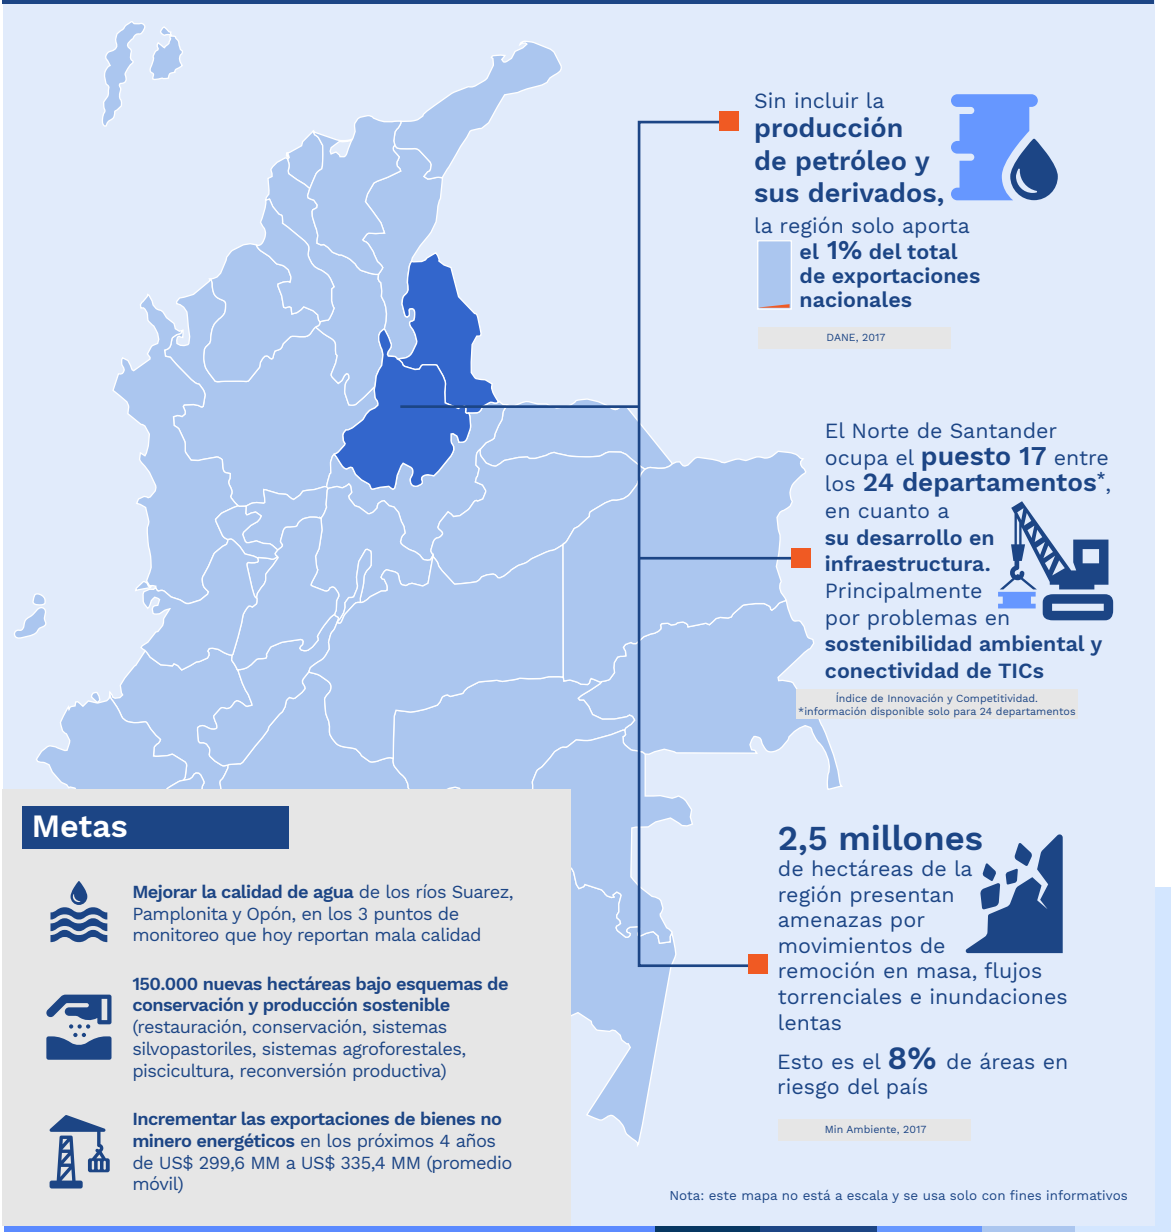 Sin incluir la
producción
de petróleo y
sus derivados,
la región solo aporta
el 1% del total
de exportaciones
nacionales
DANE, 2017
El Norte de Santander
ocupa el puesto 17 entre
los 24 departamentos*,
en cuanto a
su desarrollo en
infraestructura.
Principalmente
por problemas en
sostenibilidad ambiental y
conectividad de TICs
Índice de Innovación y Competitividad.
*información disponible solo para 24 departamentos
2,5 millones
de hectáreas de la
región presentan
amenazas por
movimientos de
remoción en masa, flujos
torrenciales e inundaciones
lentas
Esto es el 8% de áreas en
riesgo del país
Min Ambiente, 2017
Metas
Mejorar la calidad de agua de los ríos Suarez,
Pamplonita y Opón, en los 3 puntos de
monitoreo que hoy reportan mala calidad
150.000 nuevas hectáreas bajo esquemas de
conservación y producción sostenible
(restauración, conservación, sistemas
silvopastoriles, sistemas agroforestales,
piscicultura, reconversión productiva)
Incrementar las exportaciones de bienes no
minero energéticos en los próximos 4 años
de US$ 299,6 MM a US$ 335,4 MM (promedio
móvil)
Nota: este mapa no está a escala y se usa solo con fines informativos